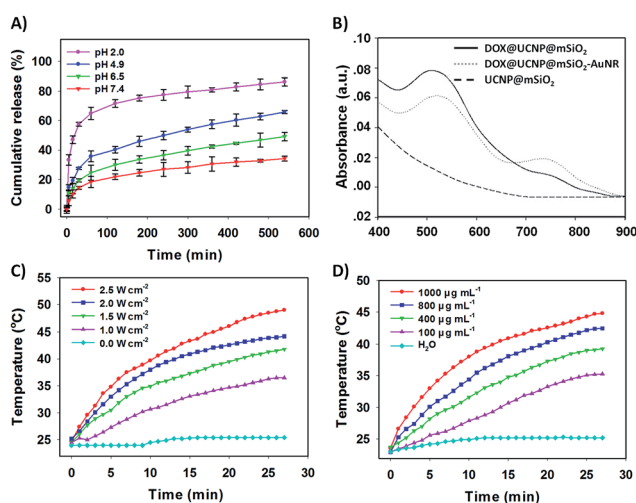 A)
Cumulative release (%)
100
80
60
40
20
0
pH 2.0
pH 4.9
pH 6.5
pH 7.4
0 100 200 300 400 500 600
Time (min)
B)
Absorbance (a.u.)
.10
.08
.06
.04
.02
.00
.02
DOX@UCNP@mSiO2
DOX@UCNP@mSiO2-AuNR
UCNP@mSiO2
400 500 600 700 800 900
Time (min)
C)
Temperature (°C)
55
50
45
40
35
30
25
20
2.5 W cm-2
2.0 W cm-2
1.5 W cm-2
1.0 W cm-2
0.0 W cm-2
0 5 10 15 20 25 30
Time (min)
D)
Temperature (°C)
45
40
35
30
25
20
1000 µg mL-1
800 µg mL-1
400 µg mL-1
100 µg mL-1
H2O
0 5 10 15 20 25 30
Time (min)